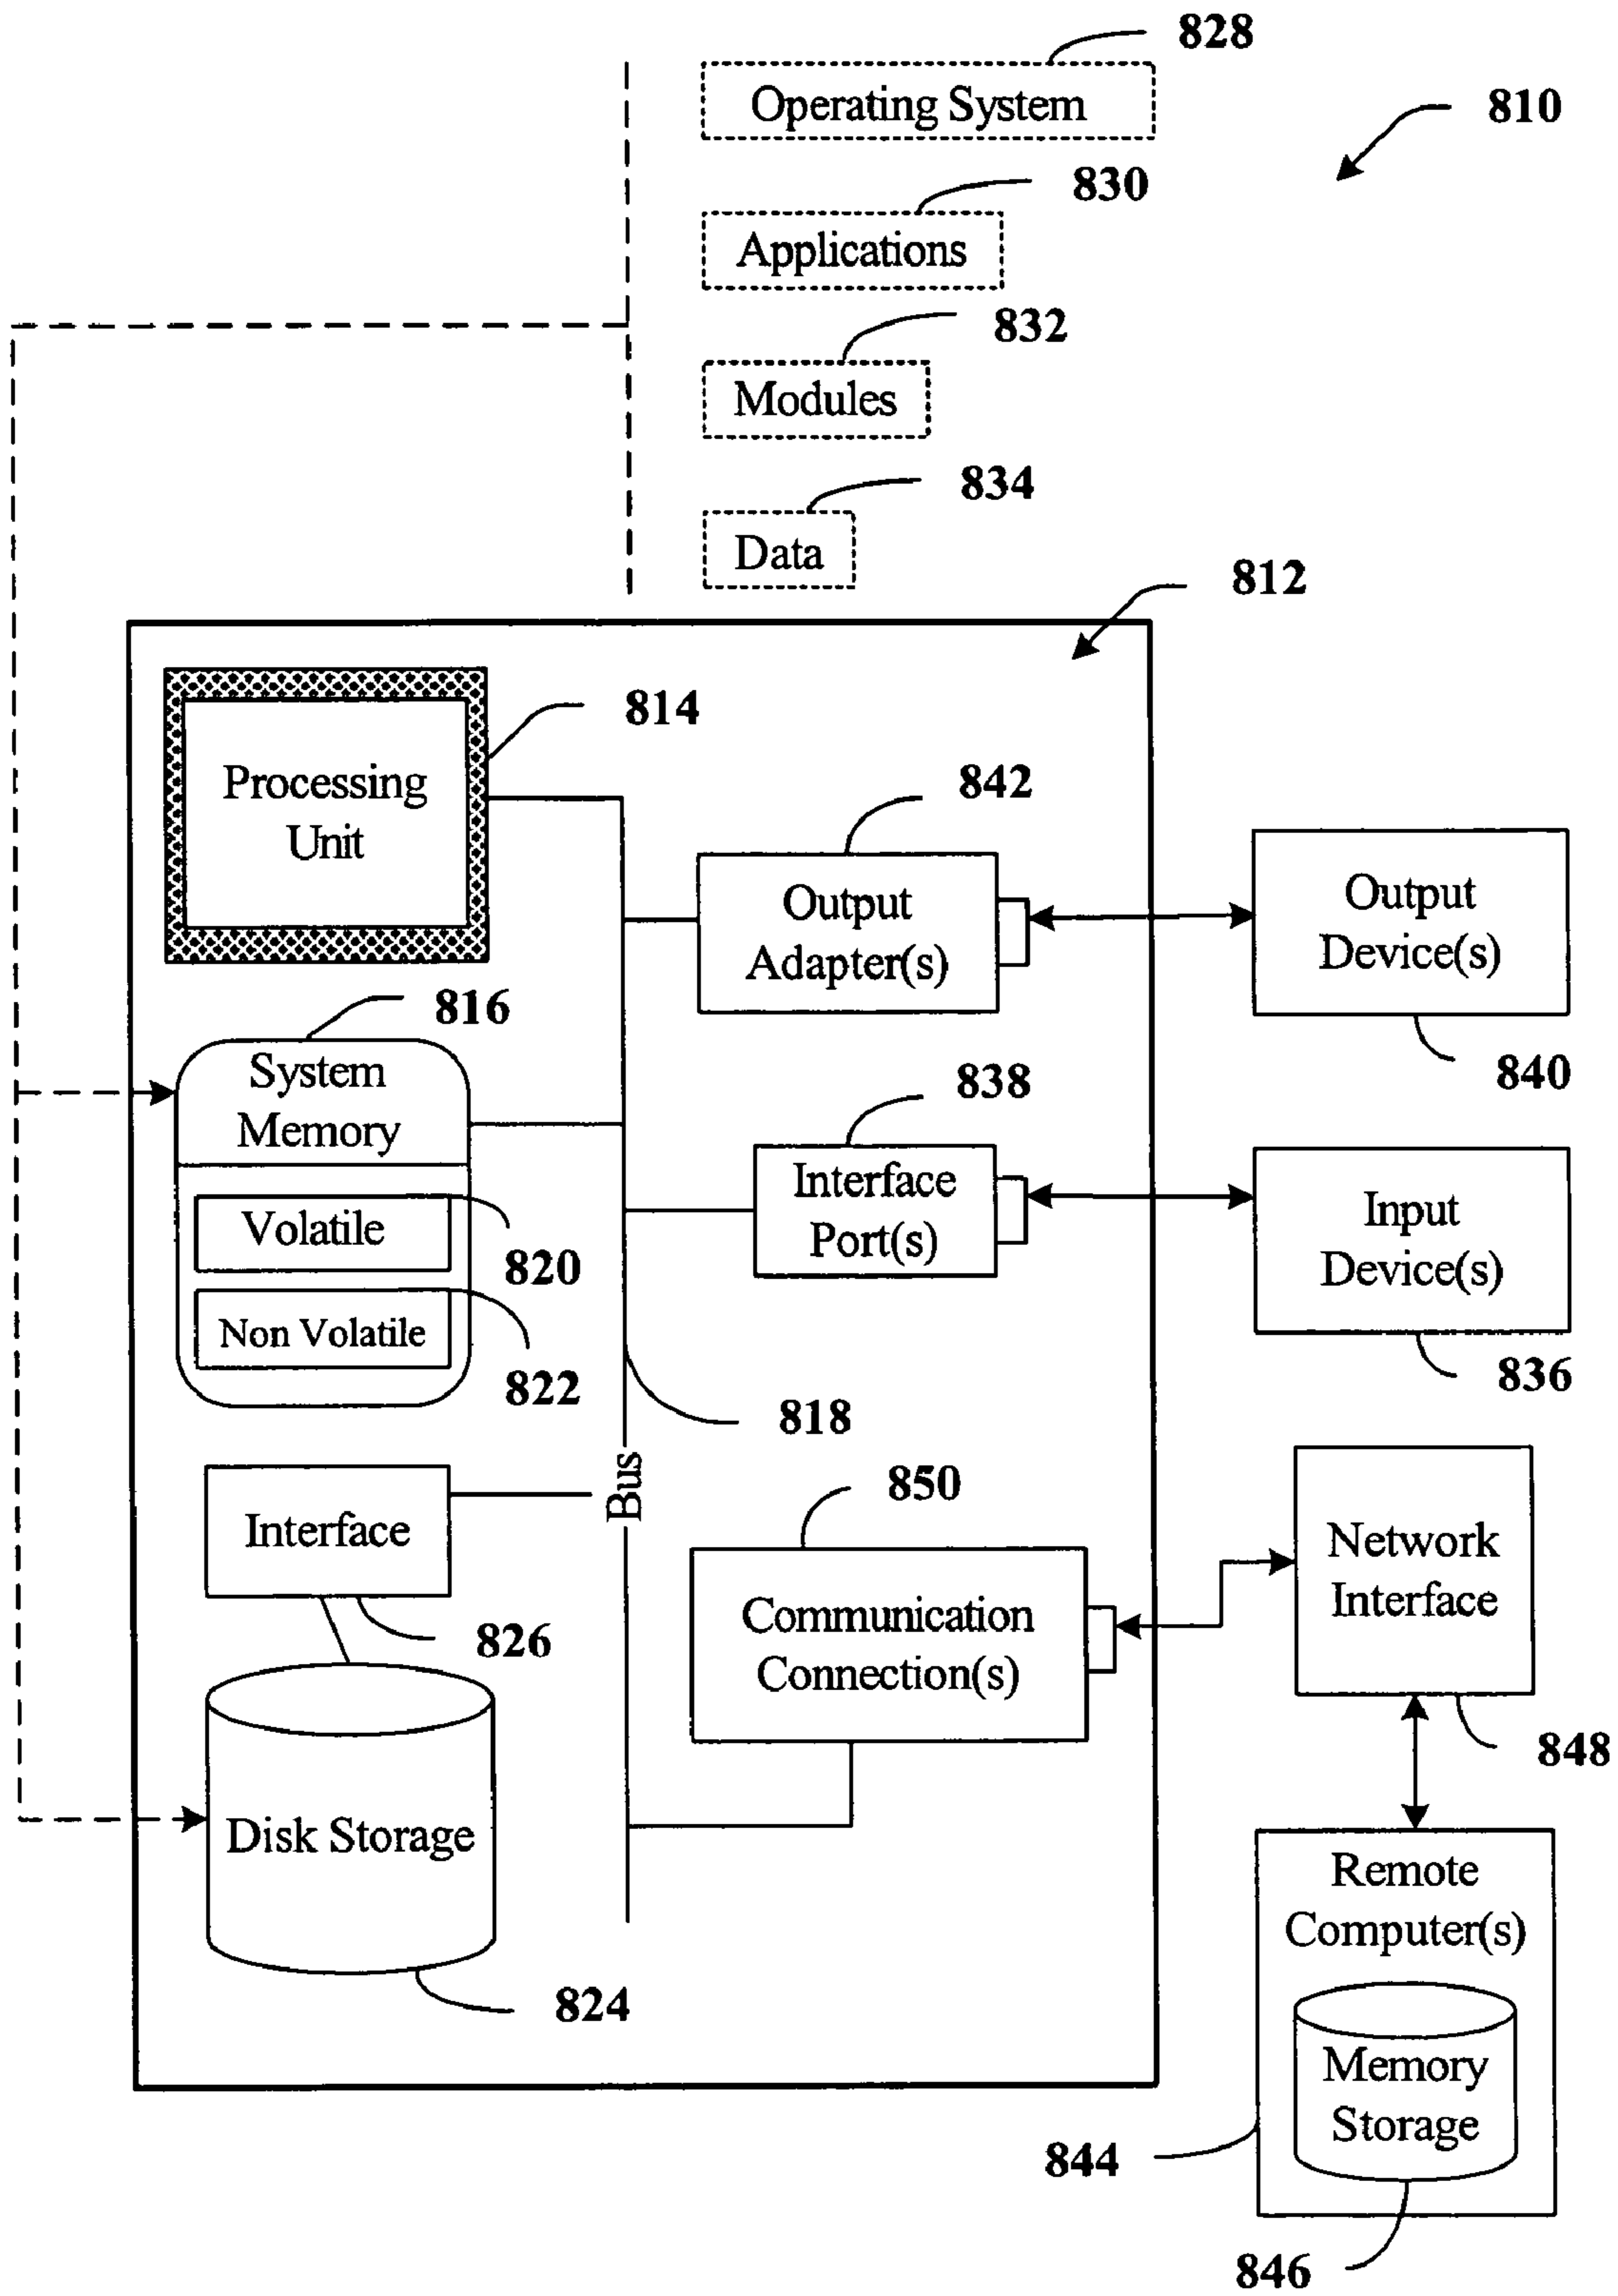 828
Operating System
810
830
Applications
832
Modules
834
Data
812
814
Processing
Unit
842
Output
Adapter(s)
Output
Device(s)
840
816
System
Memory
838
Interface
Port(s)
Input
Device(s)
836
Volatile
820
Non Volatile
822
818
Bus
850
Interface
826
Communication
Connection(s)
Network
Interface
848
Disk Storage
824
Remote
Computer(s)
Memory
Storage
844
846